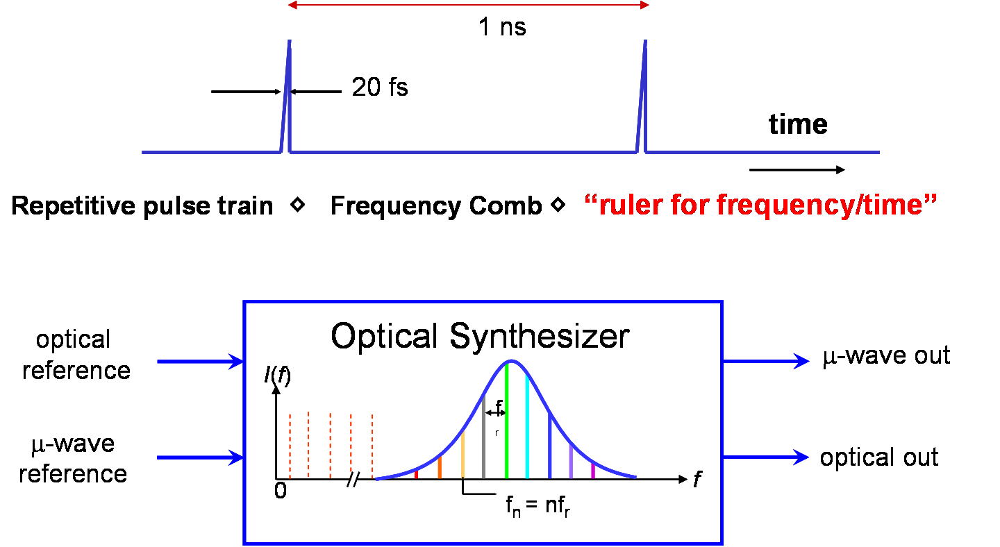 1 ns
20 fs
time
Repetitive pulse train ◊ Frequency Comb ◊ “ruler for frequency/time”
Optical Synthesizer
optical
reference
μ-wave
reference
I(f)
fr
0
f
fn = nfr
μ-wave out
optical out